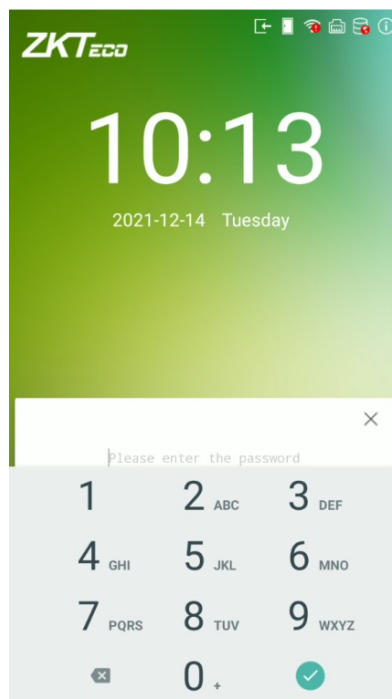 ZKTeco
10:13
2021-12-14 Tuesday
Please enter the password
1 2 ABC 3 DEF
4 GHI 5 JKL 6 MNO
7 PQRS 8 TUV 9 WXYZ
0 +